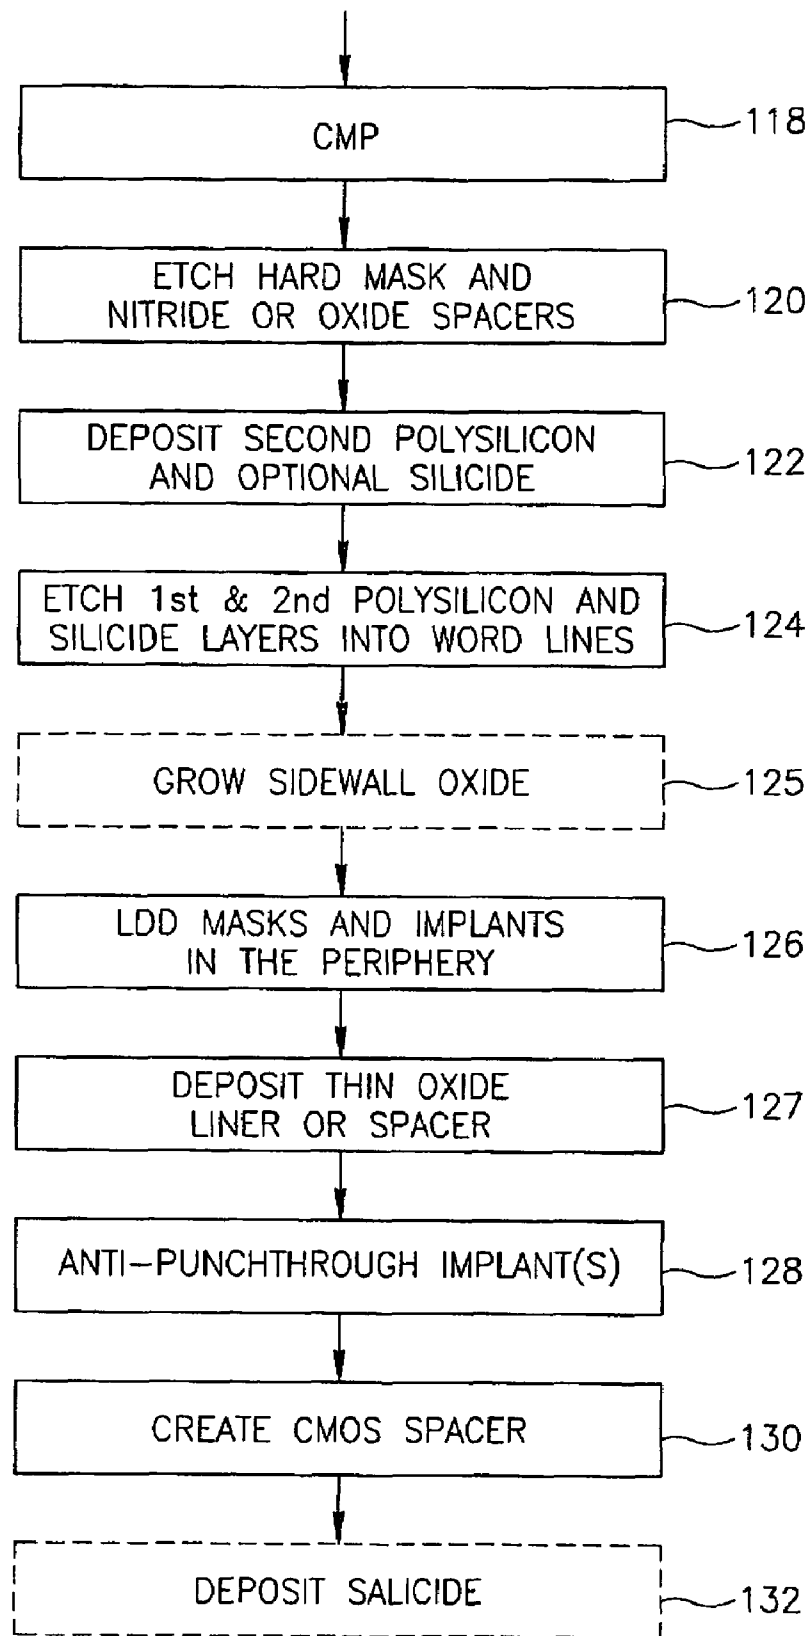 CMP
118
ETCH HARD MASK AND
NITRIDE OR OXIDE SPACERS
120
DEPOSIT SECOND POLYSILICON
AND OPTIONAL SILICIDE
122
ETCH 1st & 2nd POLYSILICON AND
SILICIDE LAYERS INTO WORD LINES
124
GROW SIDEWALL OXIDE
125
LDD MASKS AND IMPLANTS
IN THE PERIPHERY
126
DEPOSIT THIN OXIDE
LINER OR SPACER
127
ANTI-PUNCHTHROUGH IMPLANT(S)
128
CREATE CMOS SPACER
130
DEPOSIT SALICIDE
132